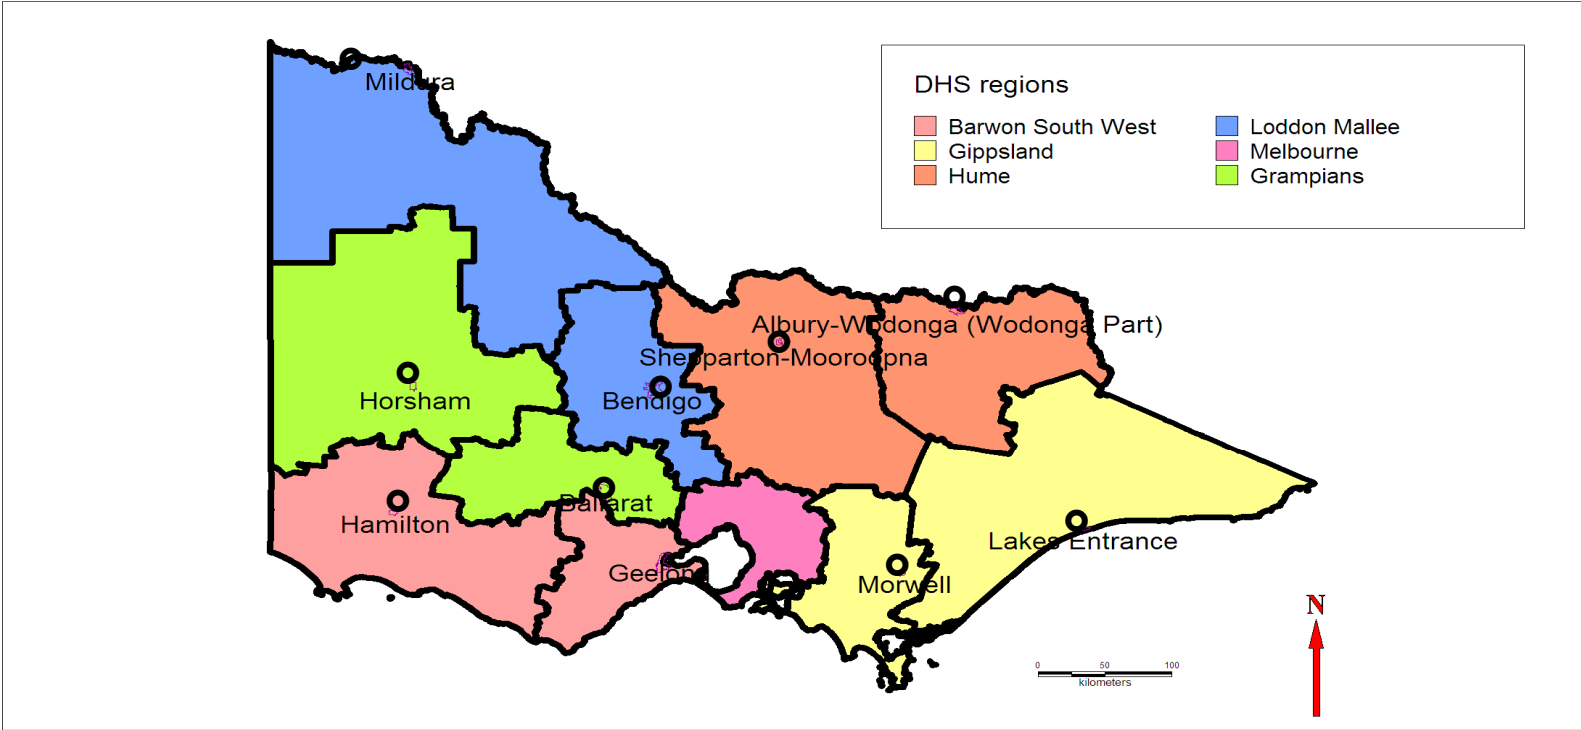 Mildura
DHS regions
Barwon South West
Loddon Mallee
Gippsland
Melbourne
Hume
Grampians
Albury-Wodonga (Wodonga Part)
Shepparton-Mooroopna
Horsham
Bendigo
Ballarat
Hamilton
Lakes Entrance
Geelong
Morwell
N
0 50 100
kilometers